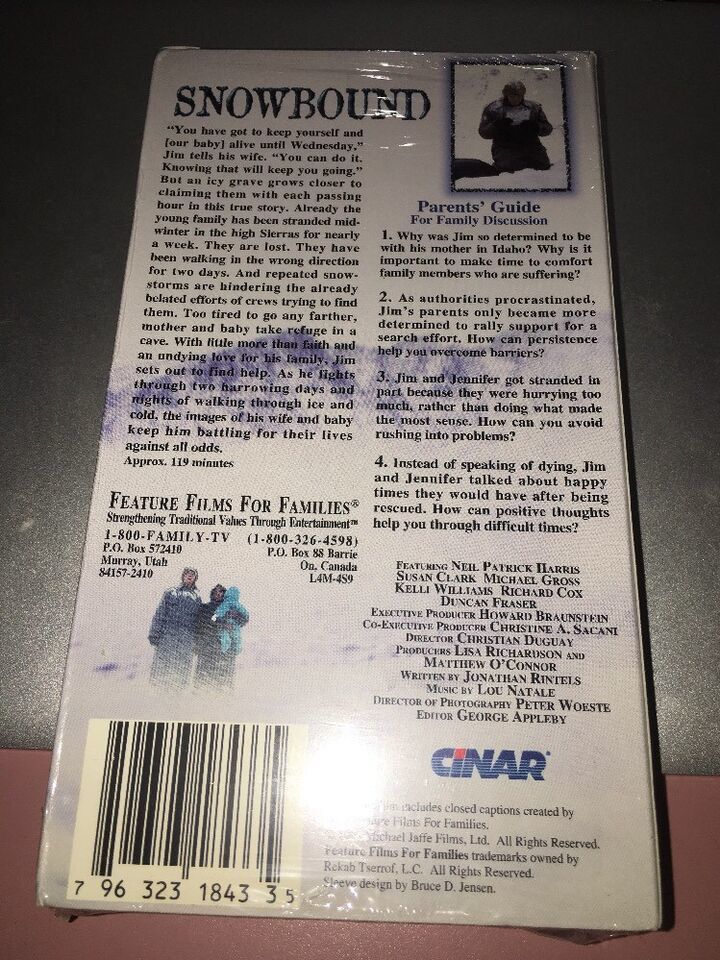 SNOWBOUND
"You have got to keep yourself and
[our baby] alive until Wednesday,"
Jim tells his wife. "You can do it.
Knowing that will keep you going."
But an icy grave grows closer to
claiming them with each passing
hour in this true story. Already the
young family has been stranded mid-
winter in the high Sierras for nearly
a week. They are lost. They have
been walking in the wrong direction
for two days. And repeated snow-
storms are hindering the already
belated efforts of crews trying to find
them. Too tired to go any farther,
mother and baby take refuge in a
cave. With little more than faith and
an undying love for his family, Jim
sets out to find help. As he fights
through two harrowing days and
nights of walking through ice and
cold, the images of his wife and baby
keep him battling for their lives
against all odds.
Approx. 119 minutes
FEATURE FILMS FOR FAMILIES®
Strengthening Traditional Values Through Entertainment™
1-800-FAMILY-TV (1-800-326-4598)
P.O. Box 572410
Murray, Utah
84157-2410
P.O. Box 88 Barrie
On, Canada
L4M-4S9
Parents' Guide
For Family Discussion
1. Why was Jim so determined to be
with his mother in Idaho? Why is it
important to make time to comfort
family members who are suffering?
2. As authorities procrastinated,
Jim's parents only became more
determined to rally support for a
search effort. How can persistence
help you overcome barriers?
3. Jim and Jennifer got stranded in
part because they were hurrying too
much, rather than doing what made
the most sense. How can you avoid
rushing into problems?
4. Instead of speaking of dying, Jim
and Jennifer talked about happy
times they would have after being
rescued. How can positive thoughts
help you through difficult times?
FEATURING NEIL PATRICK HARRIS
SUSAN CLARK MICHAEL GROSS
KELLI WILLIAMS RICHARD COX
DUNCAN FRASER
EXECUTIVE PRODUCER HOWARD BRAUNSTEIN
CO-EXECUTIVE PRODUCER CHRISTINE A. SACANI
DIRECTOR CHRISTIAN DUGUAY
PRODUCERS LISA RICHARDSON AND
MATTHEW O'CONNOR
WRITTEN BY JONATHAN RINTELS
MUSIC BY LOU NATALE
DIRECTOR OF PHOTOGRAPHY PETER WOESTE
EDITOR GEORGE APPLEBY
CINAR
includes closed captions created by
Films For Families.
Michael Jaffe Films, Ltd. All Rights Reserved.
Feature Films For Families trademarks owned by
Rekab Tserrof, L.C. All Rights Reserved.
Sleeve design by Bruce D. Jensen.
7 96 323 1843 3 5